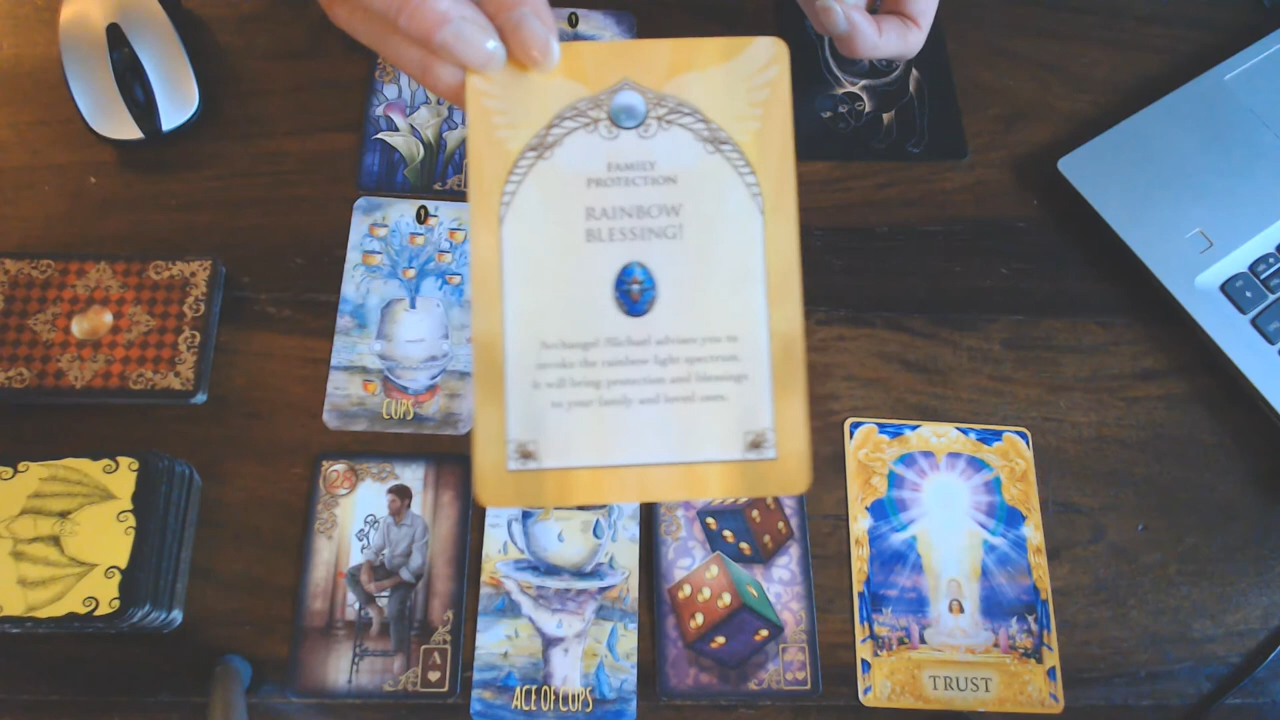 FAMILY
PROTECTION
RAINBOW
BLESSING!
Archangel Michael advises you to
invoke the rainbow light spectrum.
It will bring protection and blessings
to your family and loved ones.
CUPS
28
A
ACE OF CUPS
TRUST